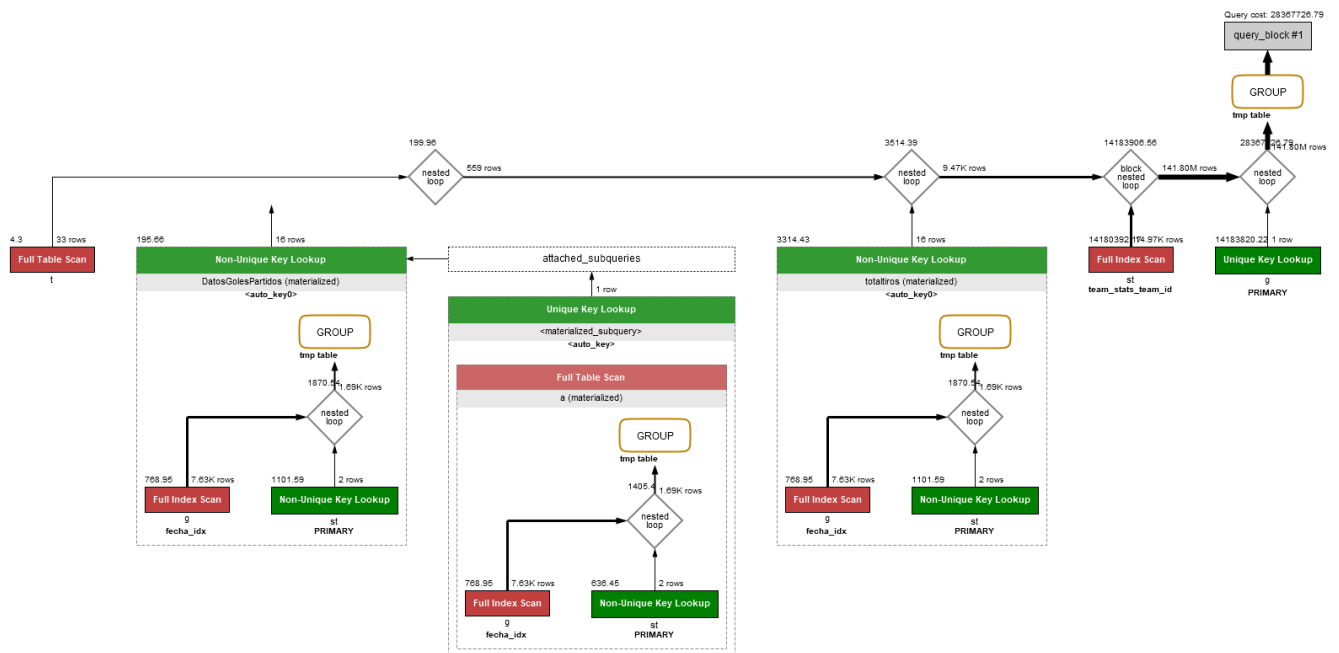 Query cost: 28367726.79
query_block #1
GROUP
tmp table
199.96
559 rows
nested
loop
3514.39
9.47K rows
nested
loop
14183906.56
141.80M rows
block
nested
loop
28367726.79
141.80M rows
nested
loop
4.3
33 rows
Full Table Scan
t
195.66
16 rows
Non-Unique Key Lookup
DatosGolesPartidos (materialized)
<auto_key0>
GROUP
tmp table
1870.54
1.69K rows
nested
loop
768.95
7.63K rows
Full Index Scan
g
fecha_idx
1101.59
2 rows
Non-Unique Key Lookup
st
PRIMARY
attached_subqueries
1 row
Unique Key Lookup
<materialized_subquery>
<auto_key>
Full Table Scan
a (materialized)
GROUP
tmp table
1405.4
1.69K rows
nested
loop
768.95
7.63K rows
Full Index Scan
g
fecha_idx
636.45
2 rows
Non-Unique Key Lookup
st
PRIMARY
3314.43
16 rows
Non-Unique Key Lookup
totaltiros (materialized)
<auto_key0>
GROUP
tmp table
1870.54
1.69K rows
nested
loop
768.95
7.63K rows
Full Index Scan
g
fecha_idx
1101.59
2 rows
Non-Unique Key Lookup
st
PRIMARY
14.97K rows
Full Index Scan
st
team_stats_team_id
14183820.22
1 row
Unique Key Lookup
g
PRIMARY